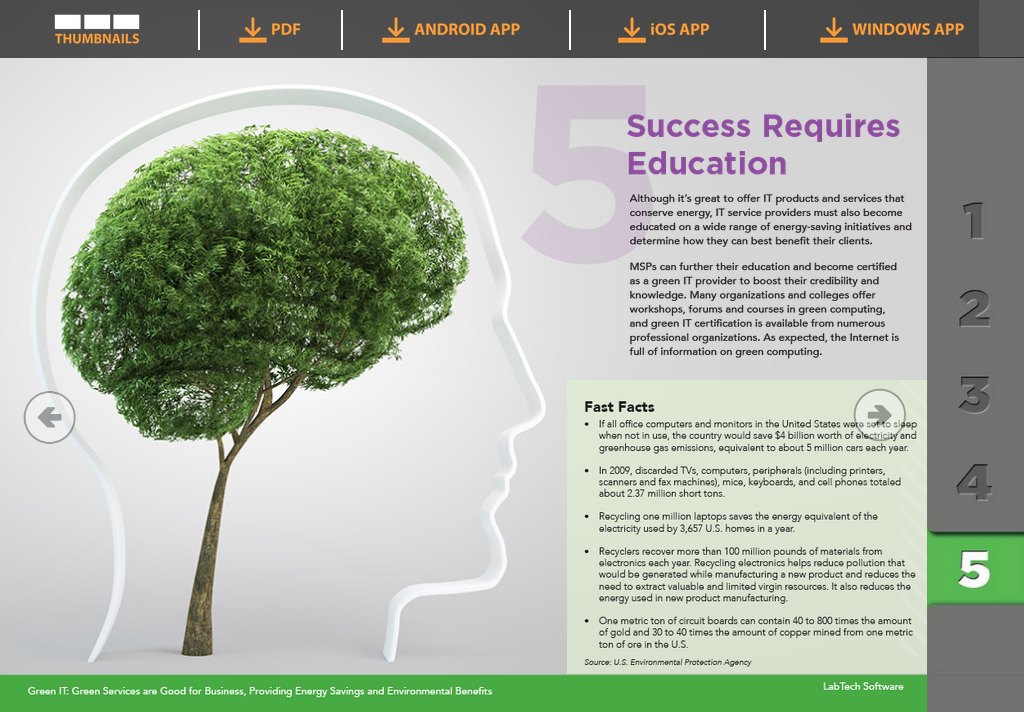 THUMBNAILS
PDF
ANDROID APP
iOS APP
WINDOWS APP
5
Success Requires
Education
Although it's great to offer IT products and services that
conserve energy, IT service providers must also become
educated on a wide range of energy-saving initiatives and
determine how they can best benefit their clients.
MSPs can further their education and become certified
as a green IT provider to boost their credibility and
knowledge. Many organizations and colleges offer
workshops, forums and courses in green computing,
and green IT certification is available from numerous
professional organizations. As expected, the Internet is
full of information on green computing.
Fast Facts
• If all office computers and monitors in the United States were set to sleep
when not in use, the country would save $4 billion worth of electricity and
greenhouse gas emissions, equivalent to about 5 million cars each year.
• In 2009, discarded TVs, computers, peripherals (including printers,
scanners and fax machines), mice, keyboards, and cell phones totaled
about 2.37 million short tons.
• Recycling one million laptops saves the energy equivalent of the
electricity used by 3,657 U.S. homes in a year.
• Recyclers recover more than 100 million pounds of materials from
electronics each year. Recycling electronics helps reduce pollution that
would be generated while manufacturing a new product and reduces the
need to extract valuable and limited virgin resources. It also reduces the
energy used in new product manufacturing.
• One metric ton of circuit boards can contain 40 to 800 times the amount
of gold and 30 to 40 times the amount of copper mined from one metric
ton of ore in the U.S.
Source: U.S. Environmental Protection Agency
1
2
3
4
5
Green IT: Green Services are Good for Business, Providing Energy Savings and Environmental Benefits
LabTech Software